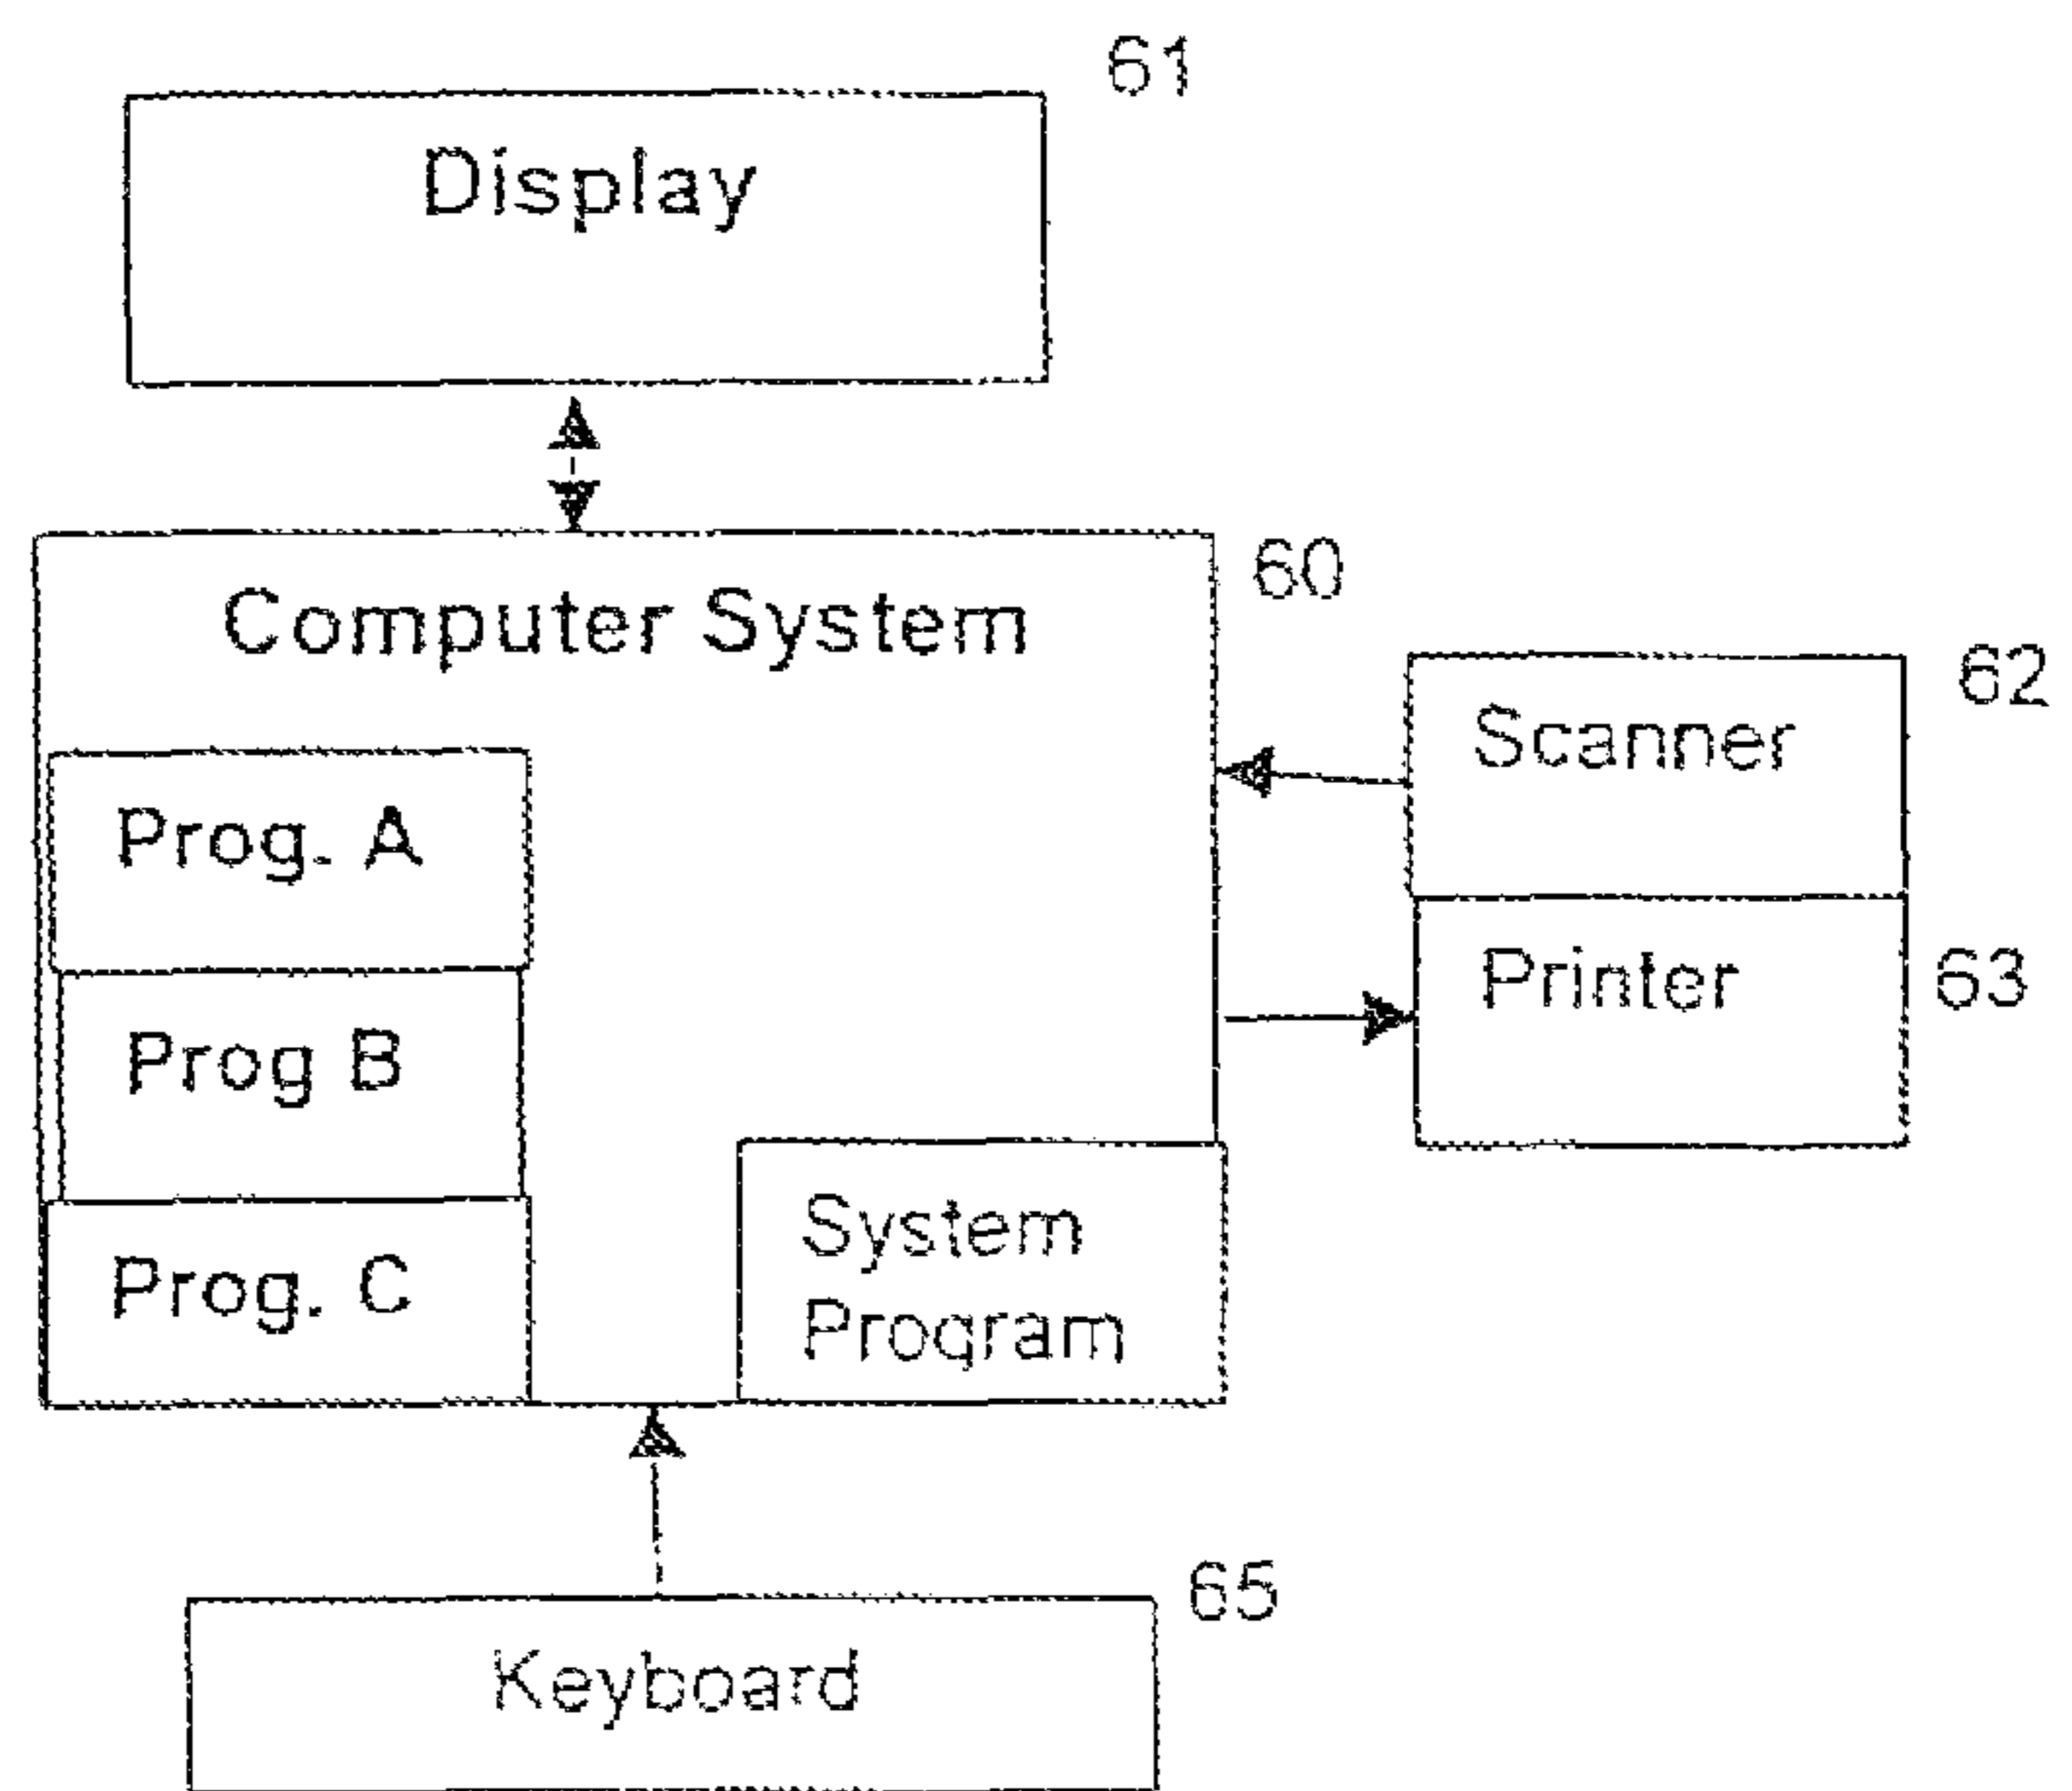 61
Display
60
Computer System
62
Scanner
Prog. A
Printer
63
Prog B
System
Program
Prog. C
65
Keyboard